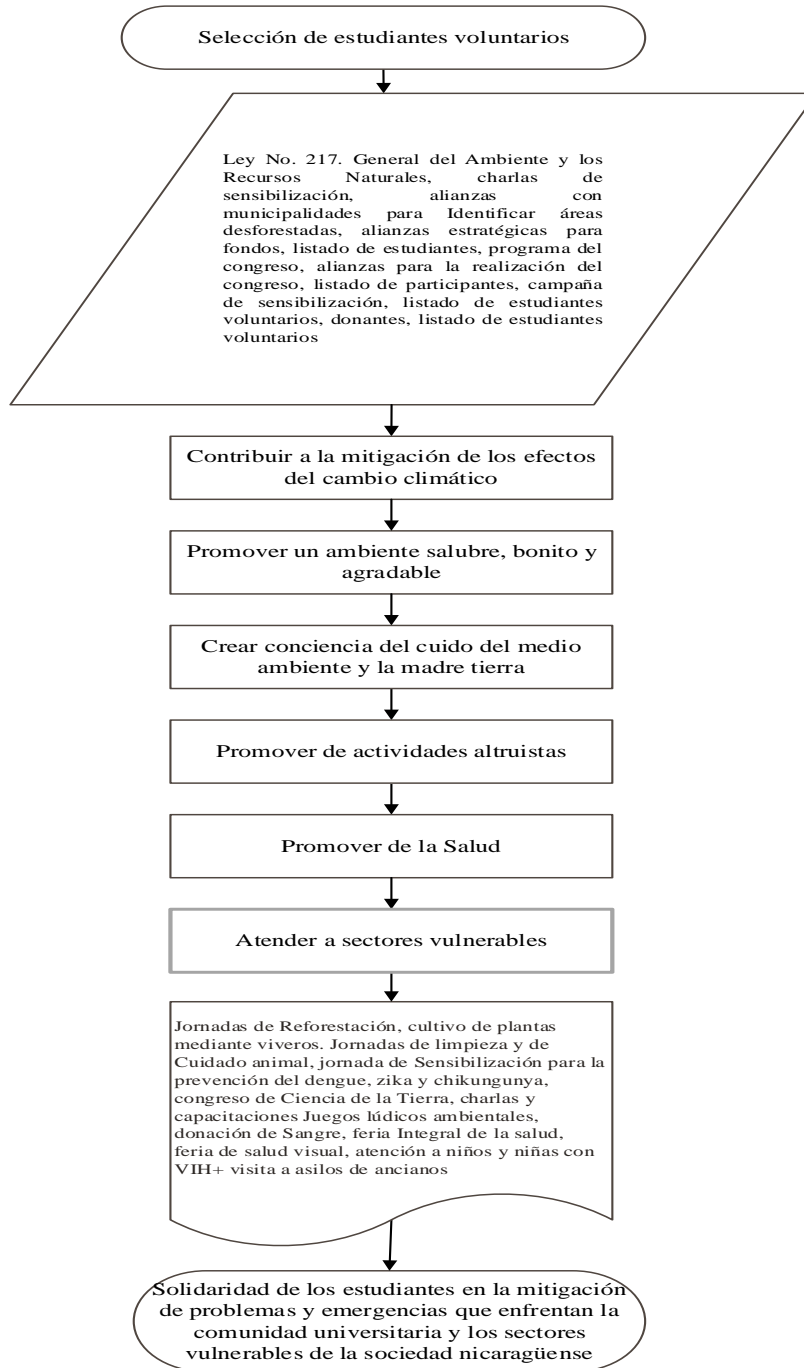 Selección de estudiantes voluntarios
Ley No. 217. General del Ambiente y los
Recursos Naturales, charlas de
sensibilización, alianzas con
municipalidades para Identificar áreas
desforestadas, alianzas estratégicas para
fondos, listado de estudiantes, programa del
congreso, alianzas para la realización del
congreso, listado de participantes, campaña
de sensibilización, listado de estudiantes
voluntarios, donantes, listado de estudiantes
voluntarios
Contribuir a la mitigación de los efectos
del cambio climático
Promover un ambiente salubre, bonito y
agradable
Crear conciencia del cuido del medio
ambiente y la madre tierra
Promover de actividades altruistas
Promover de la Salud
Atender a sectores vulnerables
Jornadas de Reforestación, cultivo de plantas
mediante viveros. Jornadas de limpieza y de
Cuidado animal, jornada de Sensibilización para la
prevención del dengue, zika y chikungunya,
congreso de Ciencia de la Tierra, charlas y
capacitaciones Juegos lúdicos ambientales,
donación de Sangre, feria Integral de la salud,
feria de salud visual, atención a niños y niñas con
VIH+ visita a asilos de ancianos
Solidaridad de los estudiantes en la mitigación
de problemas y emergencias que enfrentan la
comunidad universitaria y los sectores
vulnerables de la sociedad nicaragüense